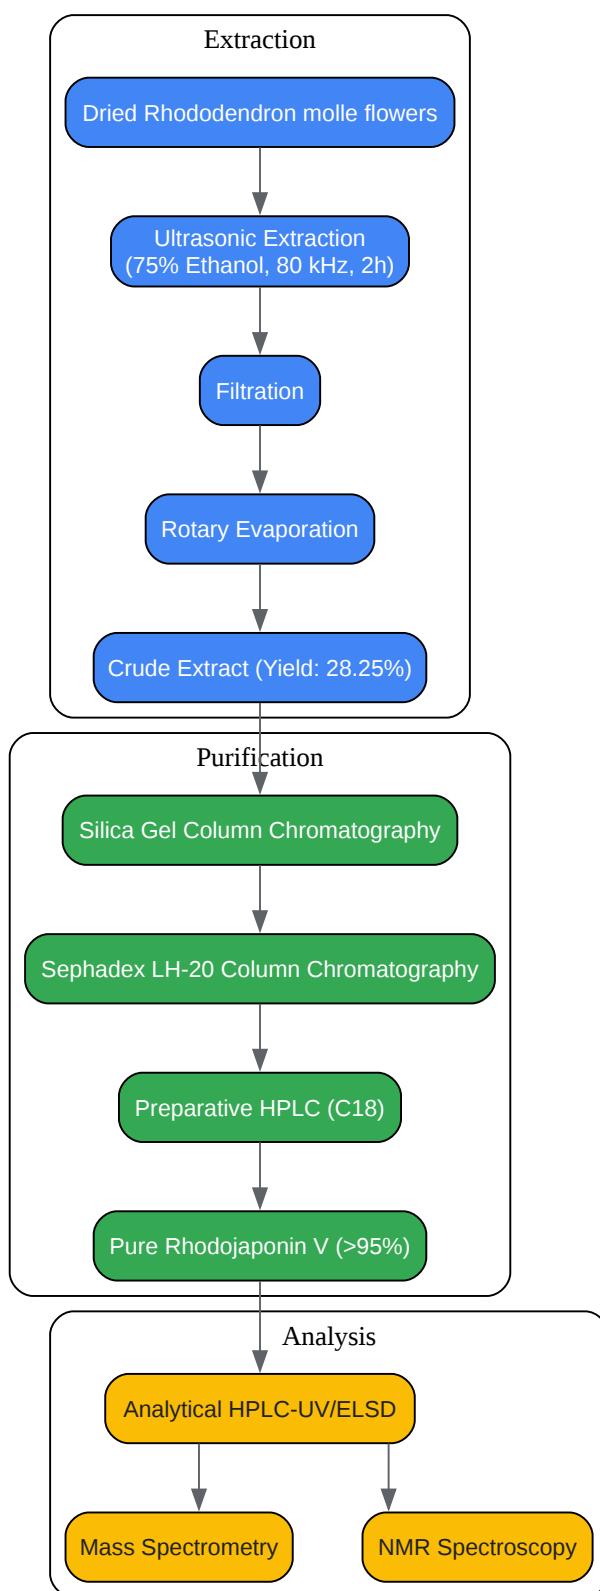 Extraction
Dried Rhododendron molle flowers
Ultrasonic Extraction
(75% Ethanol, 80 kHz, 2h)
Filtration
Rotary Evaporation
Crude Extract (Yield: 28.25%)
Purification
Silica Gel Column Chromatography
Sephadex LH-20 Column Chromatography
Preparative HPLC (C18)
Pure Rhodojaponin V (>95%)
Analysis
Analytical HPLC-UV/ELSD
Mass Spectrometry
NMR Spectroscopy